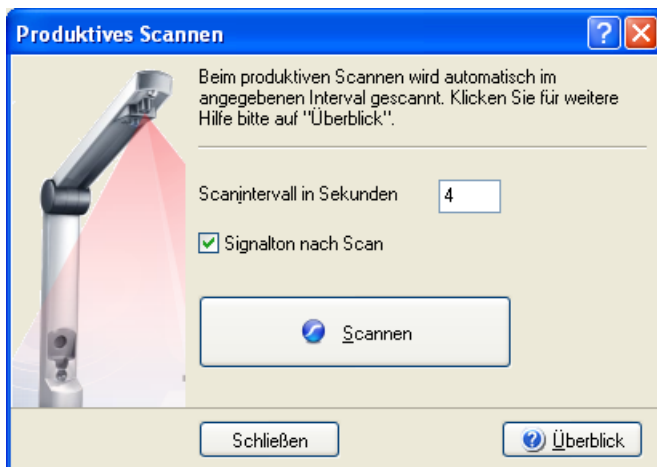 Produktives Scannen
Beim produktiven Scannen wird automatisch im
angegebenen Interval gescannt. Klicken Sie für weitere
Hilfe bitte auf "Überblick".
Scanintervall in Sekunden 4
Signalton nach Scan
Scannen
Schließen Überblick